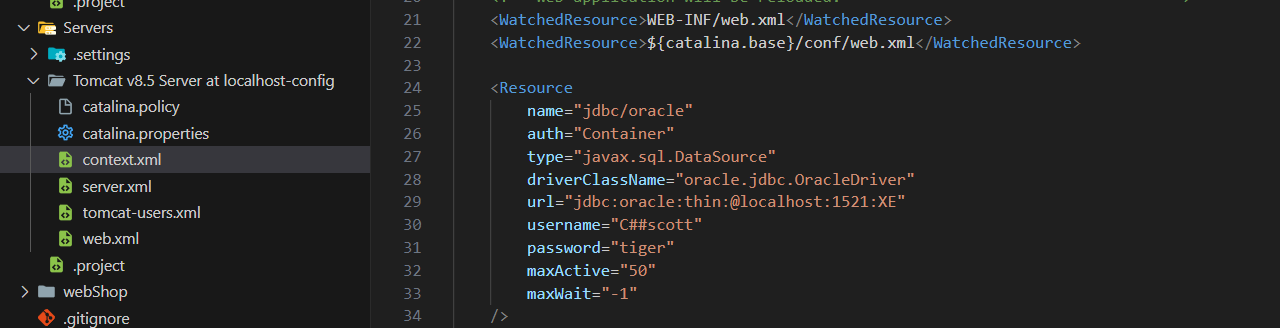 .project
Servers
.settings
Tomcat v8.5 Server at localhost-config
catalina.policy
catalina.properties
context.xml
server.xml
tomcat-users.xml
web.xml
.project
webShop
.gitignore
21 <WatchedResource>WEB-INF/web.xml</WatchedResource>
22 <WatchedResource>${catalina.base}/conf/web.xml</WatchedResource>
23
24 <Resource
25 name="jdbc/oracle"
26 auth="Container"
27 type="javax.sql.DataSource"
28 driverClassName="oracle.jdbc.OracleDriver"
29 url="jdbc:oracle:thin:@localhost:1521:XE"
30 username="C##scott"
31 password="tiger"
32 maxActive="50"
33 maxWait="-1"
34 />